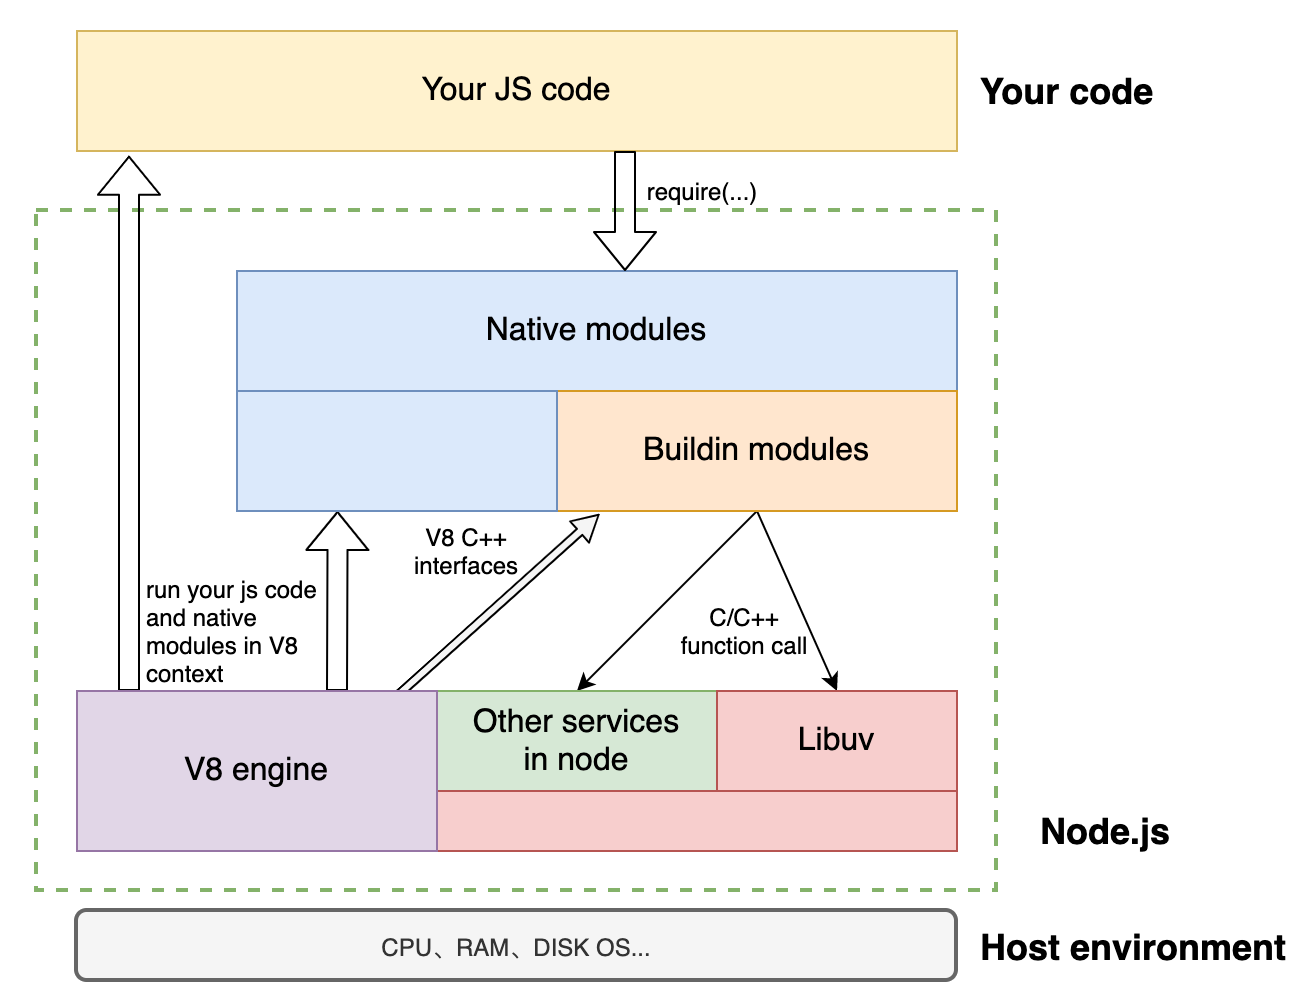 Your JS code
Your code
require(...)
Native modules
Buildin modules
V8 C++
interfaces
run your js code
and native
modules in V8
context
C/C++
function call
V8 engine
Other services
in node
Libuv
Node.js
CPU、RAM、DISK OS...
Host environment